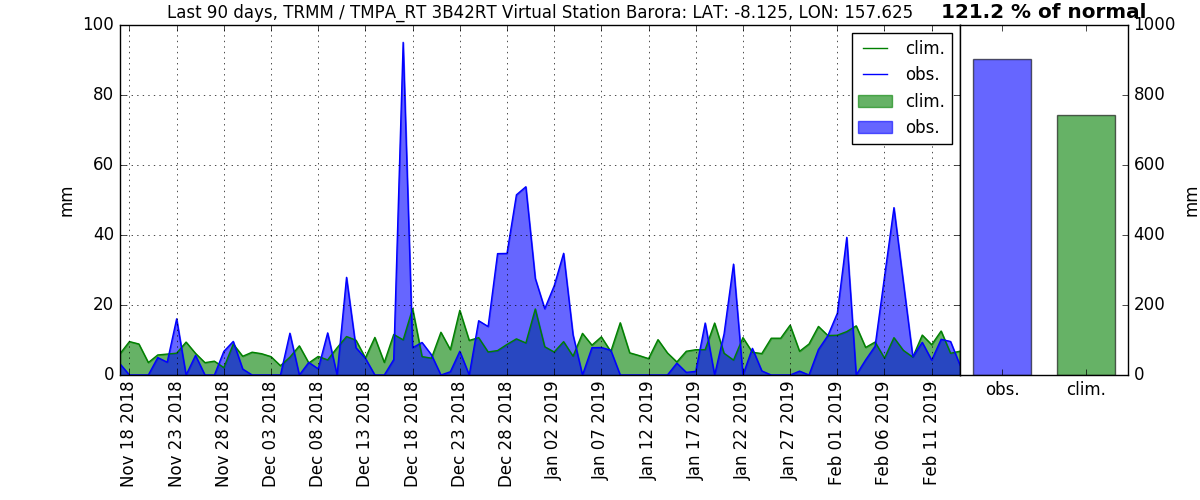 Last 90 days, TRMM / TMPA_RT 3B42RT Virtual Station Barora: LAT: -8.125, LON: 157.625
121.2 % of normal
100
80
60
40
20
0
mm
clim.
obs.
clim.
obs.
1000
800
600
400
200
0
mm
obs.
clim.
Nov 18 2018
Nov 23 2018
Nov 28 2018
Dec 03 2018
Dec 08 2018
Dec 13 2018
Dec 18 2018
Dec 23 2018
Dec 28 2018
Jan 02 2019
Jan 07 2019
Jan 12 2019
Jan 17 2019
Jan 22 2019
Jan 27 2019
Feb 01 2019
Feb 06 2019
Feb 11 2019